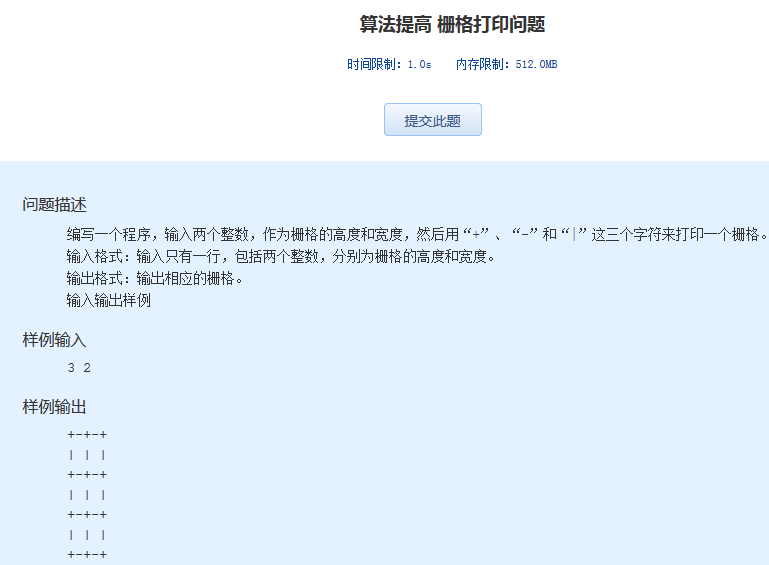 算法提高 栅格打印问题
时间限制：1.0s 内存限制：512.0MB
提交此题
问题描述
编写一个程序，输入两个整数，作为栅格的高度和宽度，然后用“+”、“-”和“|”这三个字符来打印一个栅格。
输入格式：输入只有一行，包括两个整数，分别为栅格的高度和宽度。
输出格式：输出相应的栅格。
输入输出样例
样例输入
3 2
样例输出
+-+-+
| | |
+-+-+
| | |
+-+-+
| | |
+-+-+